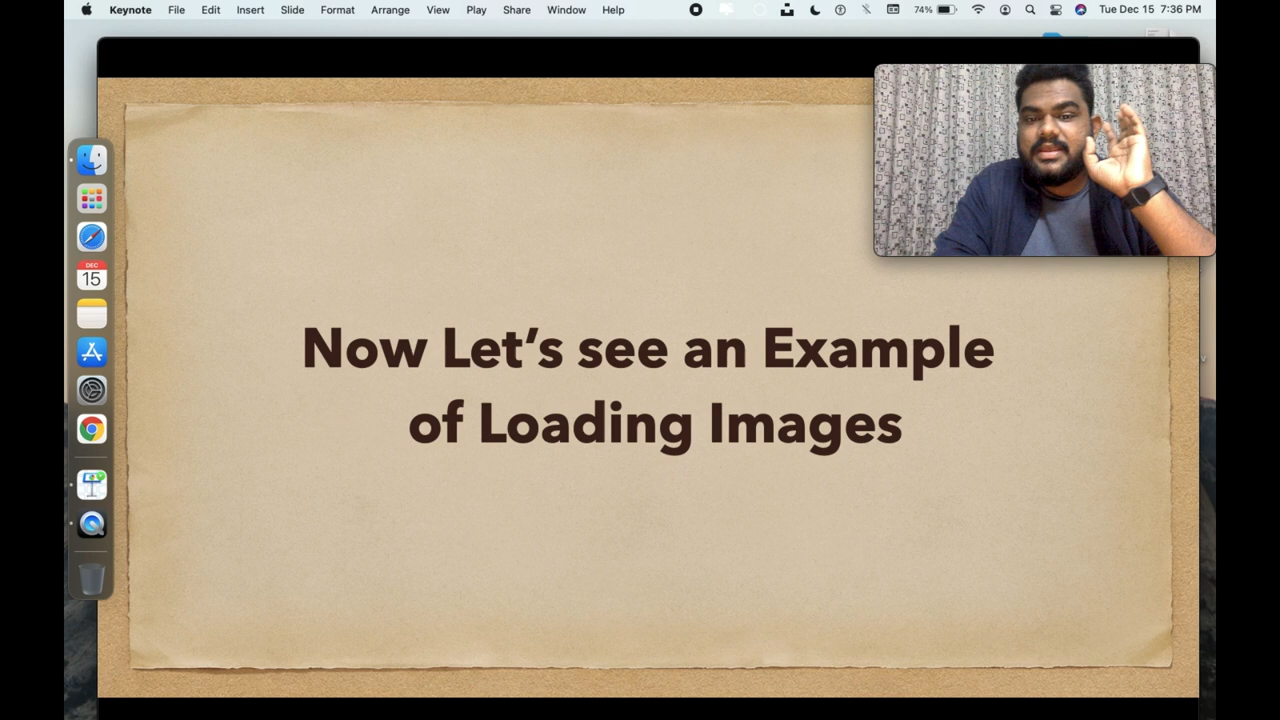 Keynote File Edit Insert Slide Format Arrange View Play Share Window Help 74% Tue Dec 15 7:36 PM
DEC
15
Now Let’s see an Example
of Loading Images